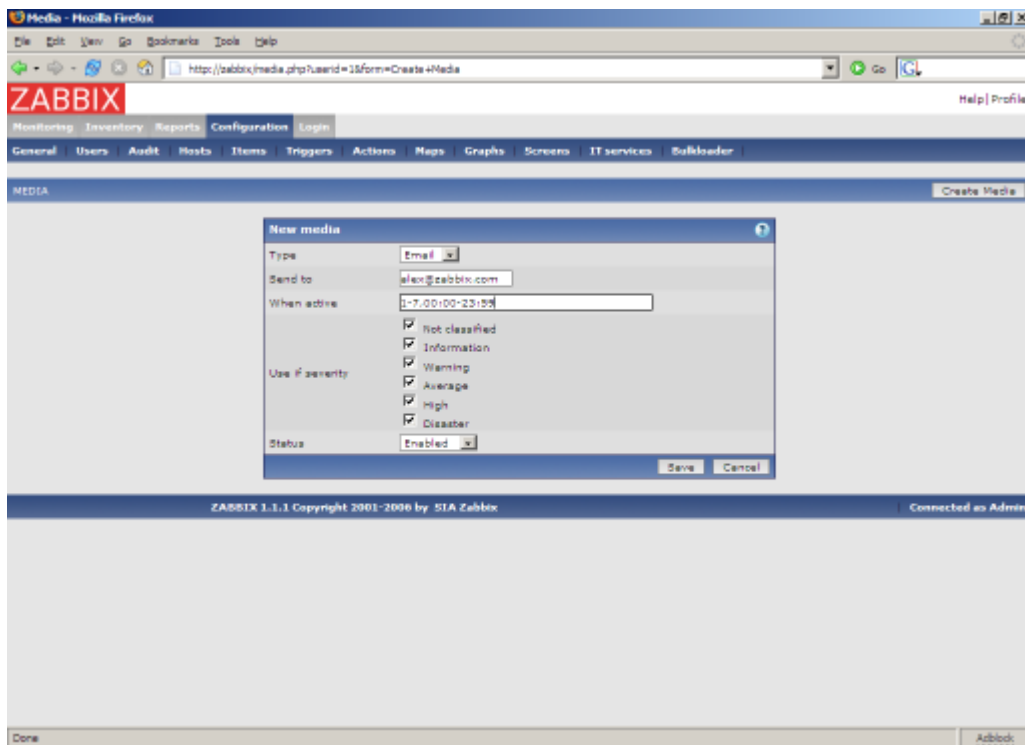 Media - Mozilla Firefox
File Edit View Go Bookmarks Tools Help
http://zabbix/media.php?userid=1&form=Create+Media Go
ZABBIX
Help | Profile
Monitoring Inventory Reports Configuration Login
General Users Audit Hosts Items Triggers Actions Maps Graphs Screens IT services Bulkloader
MEDIA Create Media
New media
Type Email
Send to alex@zabbix.com
When active 1-7,00:00-23:59
Not classified
Information
Warning
Use if severity
Average
High
Disaster
Status Enabled
Save Cancel
ZABBIX 1.1.1 Copyright 2001-2006 by SIA Zabbix Connected as Admin
Done Adblock